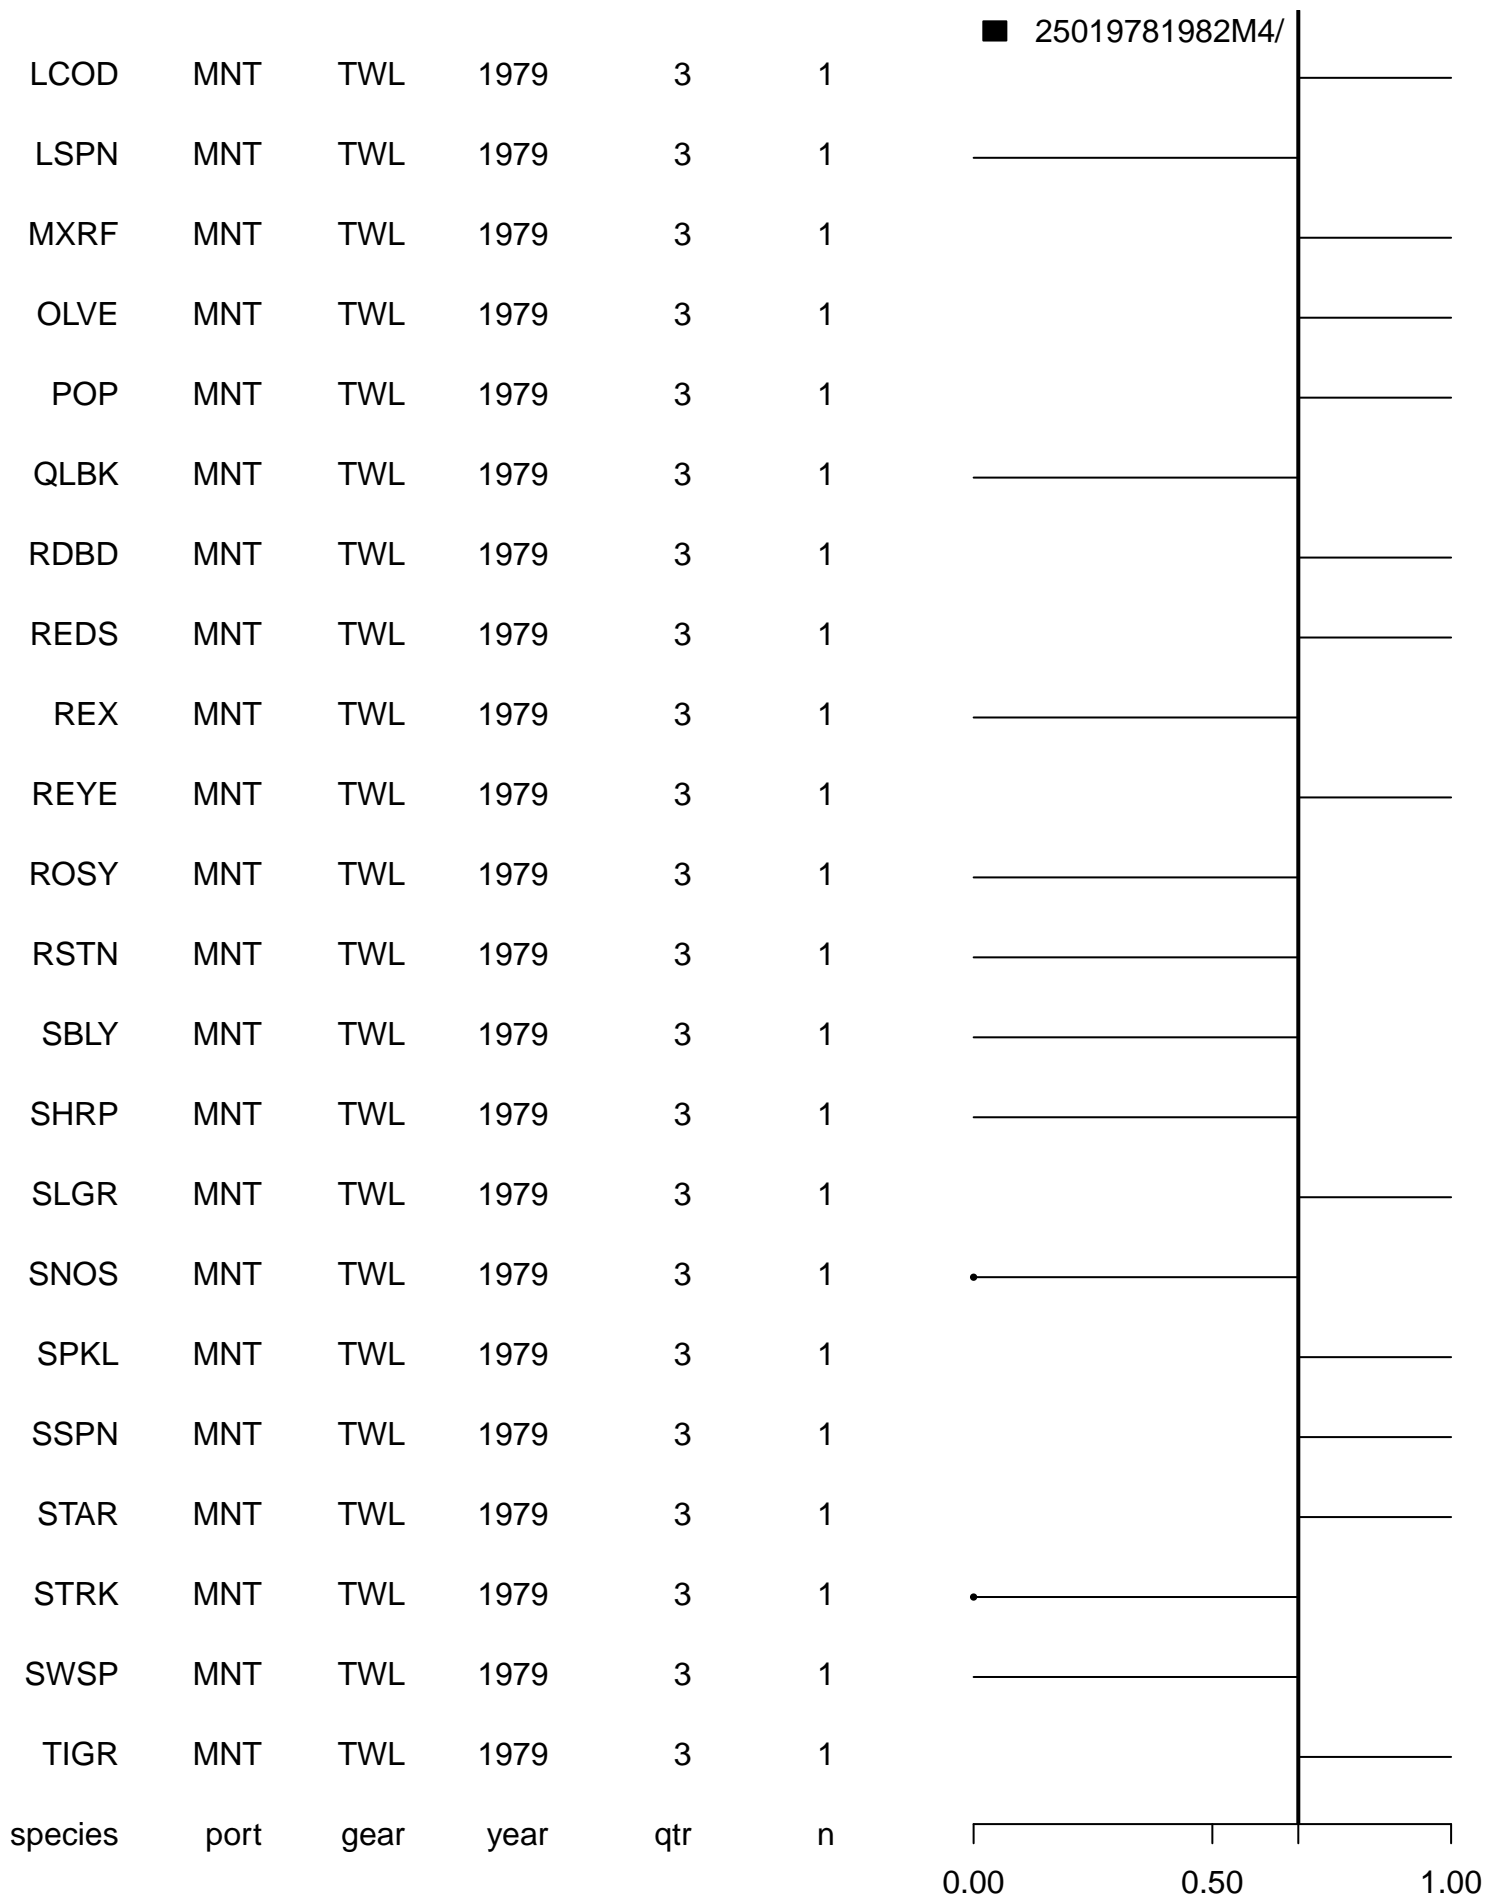 25019781982M4/
LCOD MNT TWL 1979 3 1
LSPN MNT TWL 1979 3 1
MXRF MNT TWL 1979 3 1
OLVE MNT TWL 1979 3 1
POP MNT TWL 1979 3 1
QLBK MNT TWL 1979 3 1
RDBD MNT TWL 1979 3 1
REDS MNT TWL 1979 3 1
REX MNT TWL 1979 3 1
REYE MNT TWL 1979 3 1
ROSY MNT TWL 1979 3 1
RSTN MNT TWL 1979 3 1
SBLY MNT TWL 1979 3 1
SHRP MNT TWL 1979 3 1
SLGR MNT TWL 1979 3 1
SNOS MNT TWL 1979 3 1
SPKL MNT TWL 1979 3 1
SSPN MNT TWL 1979 3 1
STAR MNT TWL 1979 3 1
STRK MNT TWL 1979 3 1
SWSP MNT TWL 1979 3 1
TIGR MNT TWL 1979 3 1
species port gear year qtr n
0.00 0.50 1.00